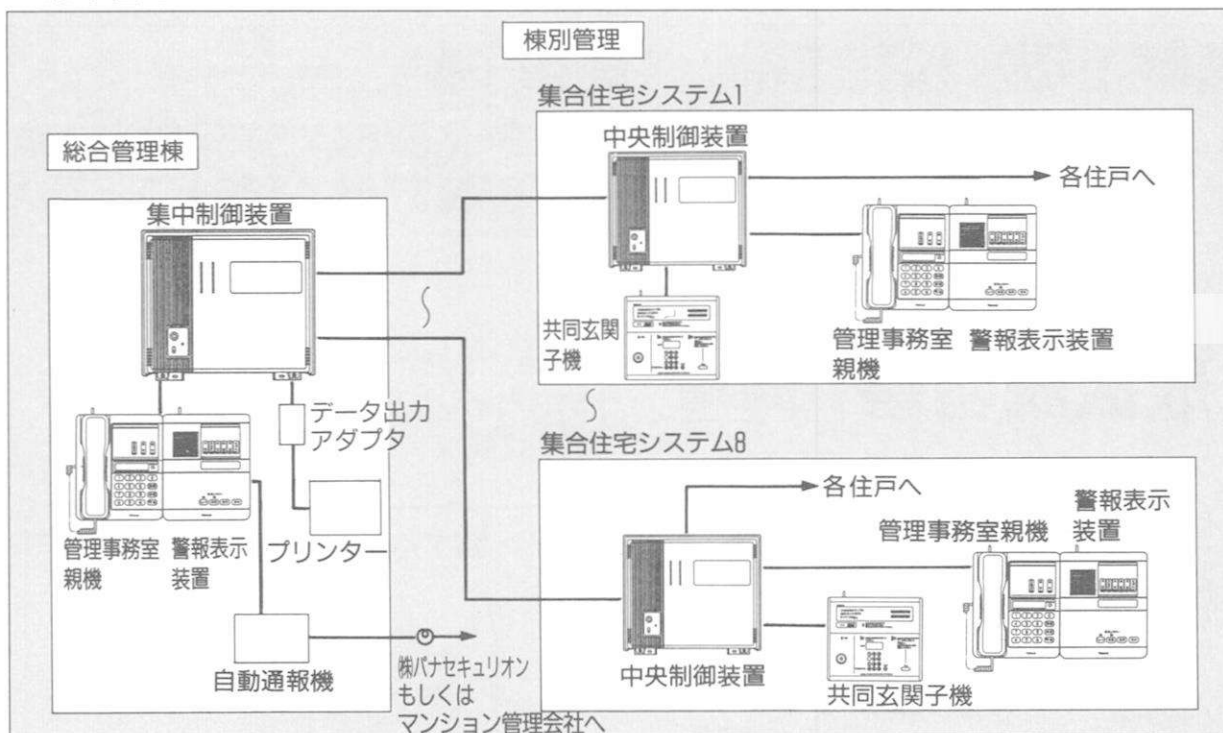 棟別管理
総合管理棟
集中制御装置
データ出力
アダプタ
管理事務室
親機
警報表示
装置
プリンター
自動通報機
㈱パナセキュリオン
もしくは
マンション管理会社へ
集合住宅システム1
中央制御装置
各住戸へ
共同玄関
子機
管理事務室
親機
警報表示装置
集合住宅システム8
各住戸へ
中央制御装置
共同玄関子機
管理事務室親機
警報表示
装置